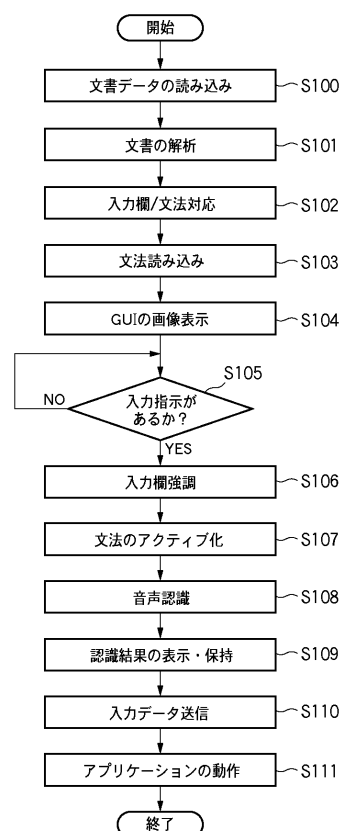 開始
文書データの読み込み
S100
文書の解析
S101
入力欄/文法対応
S102
文法読み込み
S103
GUIの画像表示
S104
S105
入力指示が
あるか？
NO
YES
入力欄強調
S106
文法のアクティブ化
S107
音声認識
S108
認識結果の表示・保持
S109
入力データ送信
S110
アプリケーションの動作
S111
終了